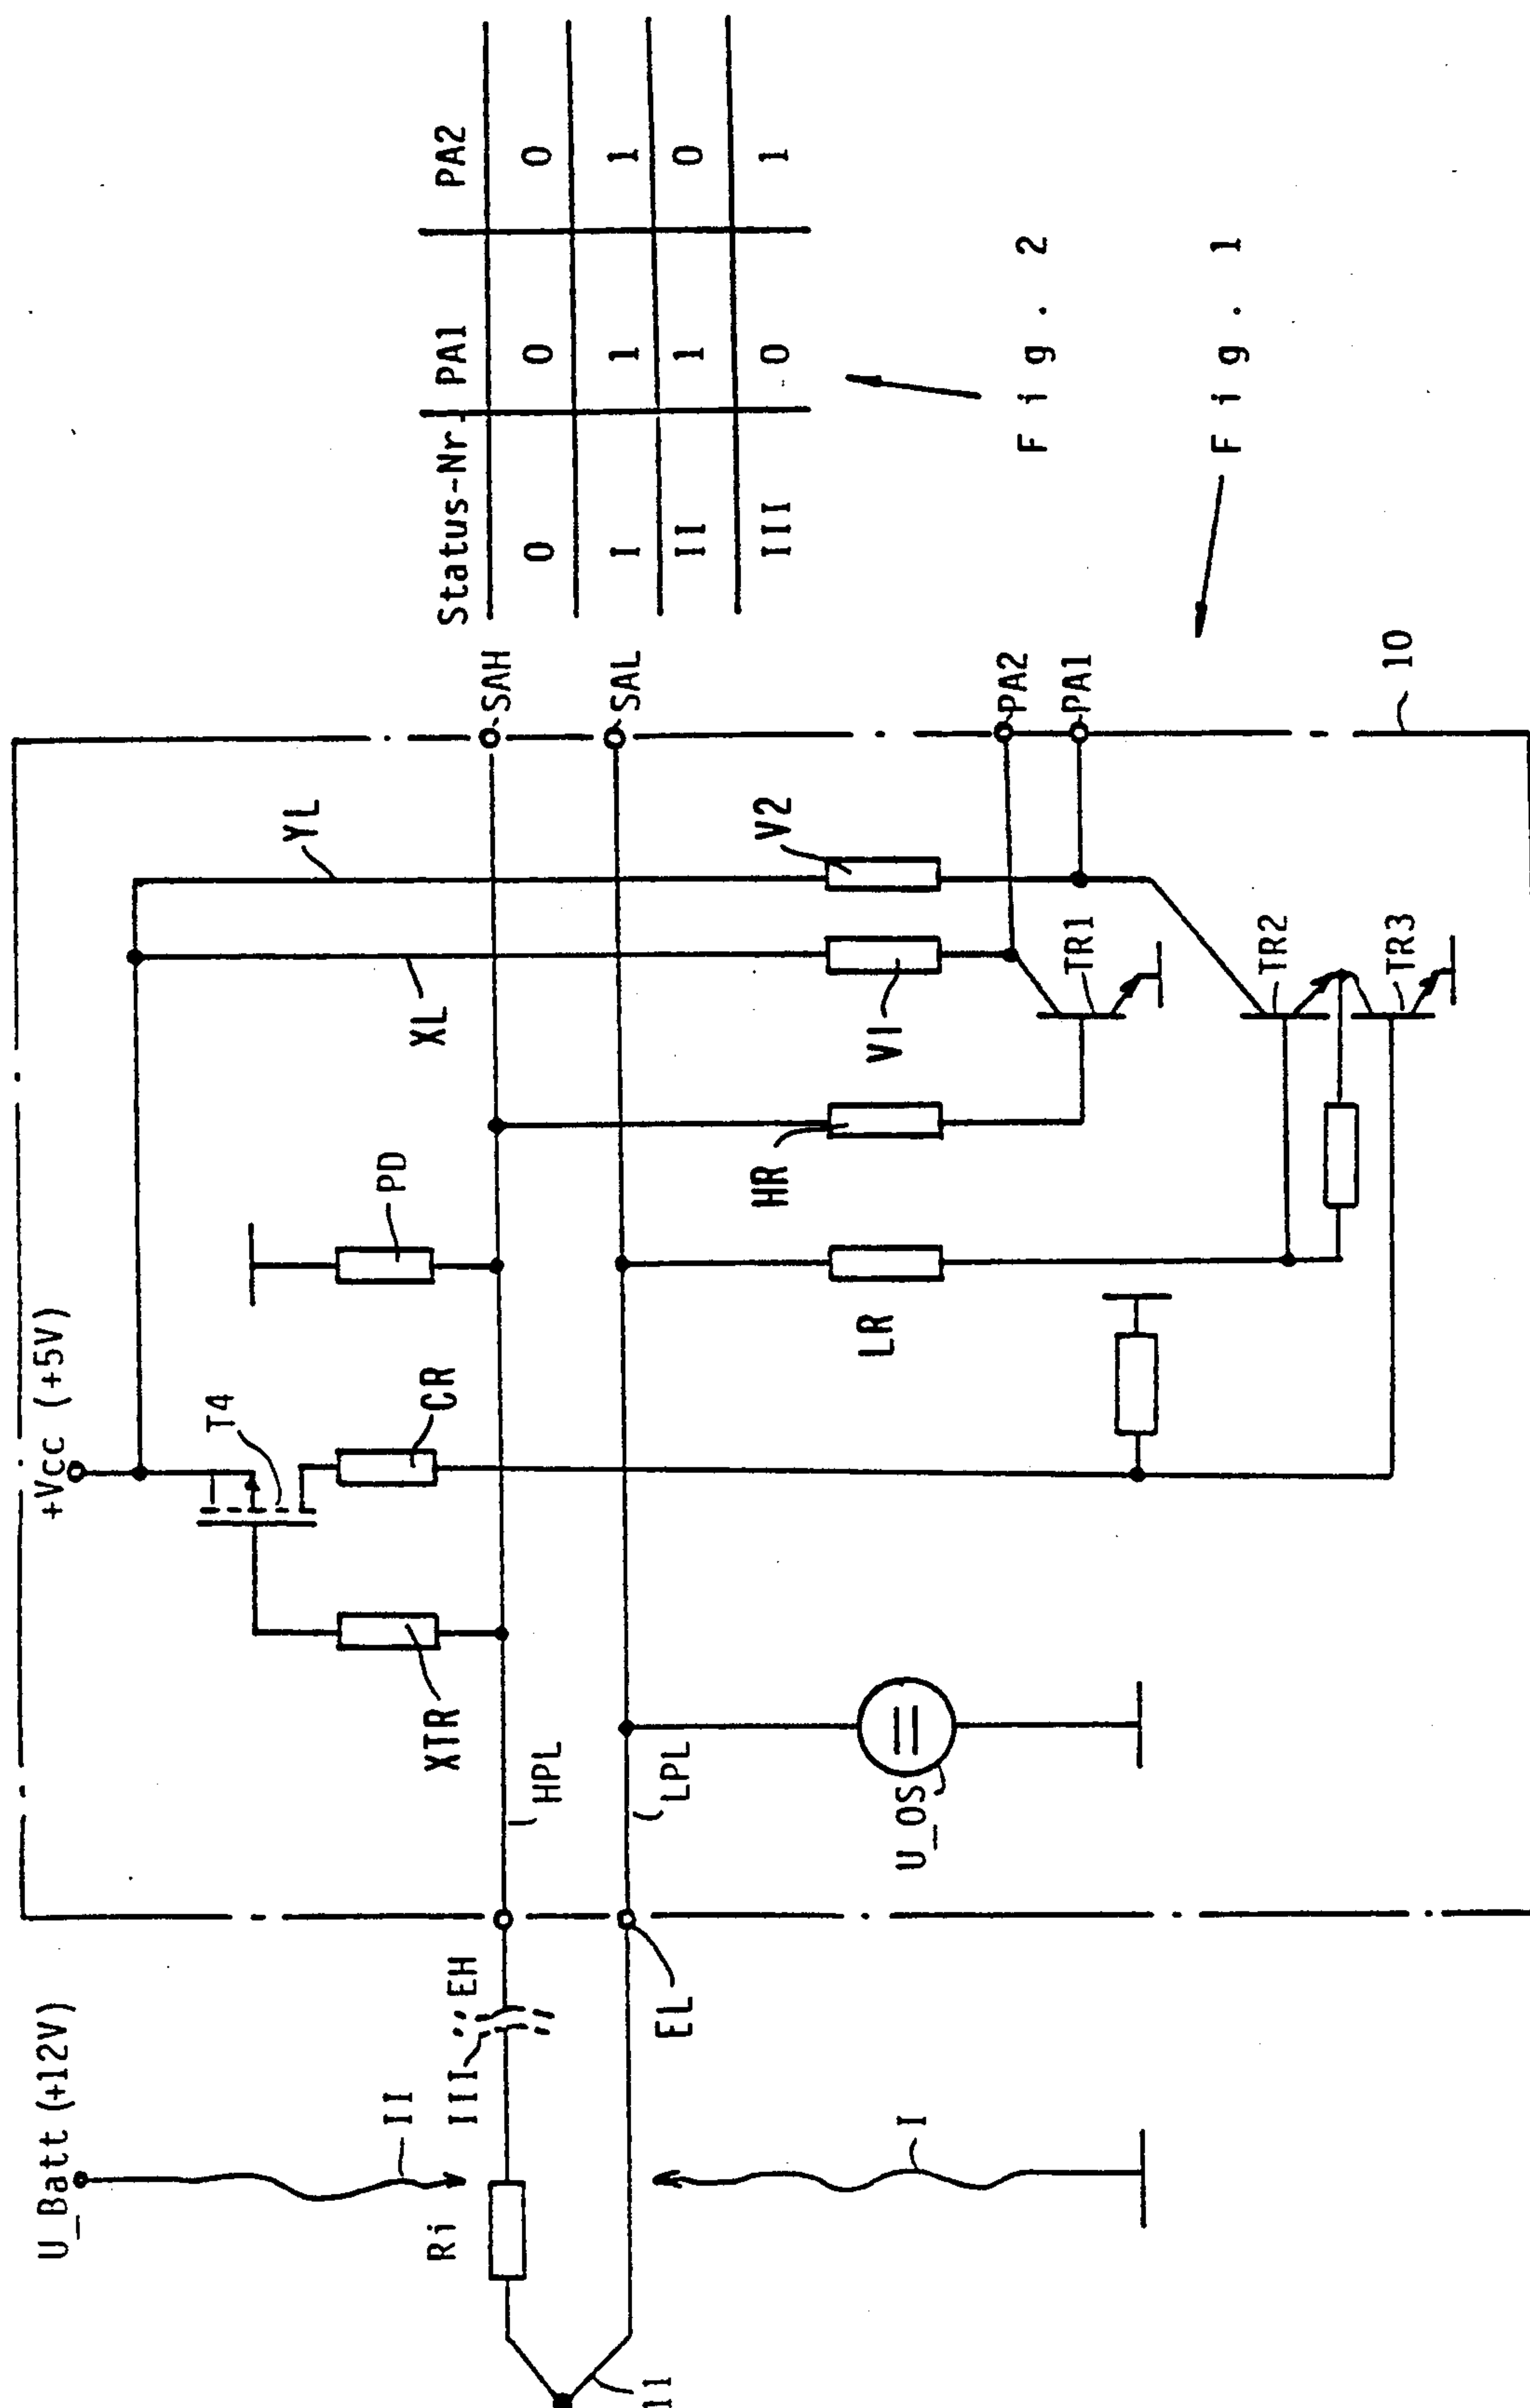 U_Batt (+12V)
II
Ri
III
EH
EL
I
11
+Vcc (+5V)
T4
XTR
CR
PD
HPL
LPL
U_OS
XL
YL
LR
HR
V1
V2
TR1
TR2
TR3
SAH
SAL
PA2
PA1
10
Status-Nr. PA1 PA2
0 0 0
I 1 1
II 1 0
III 0 1
Fig. 2
Fig. 1